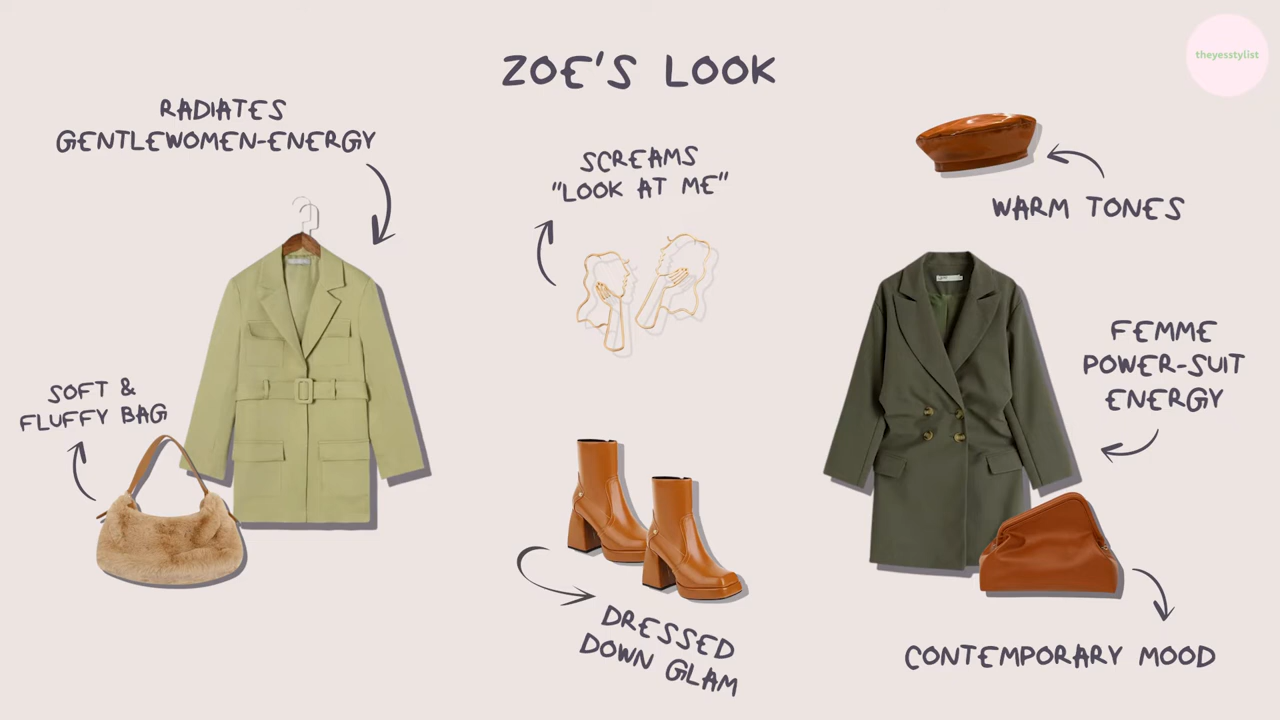 ZOE'S LOOK
theyesstylist
RADIATES
GENTLEWOMEN-ENERGY
SCREAMS
"LOOK AT ME"
WARM TONES
FEMME
POWER-SUIT
ENERGY
SOFT &
FLUFFY BAG
DRESSED
DOWN GLAM
CONTEMPORARY MOOD